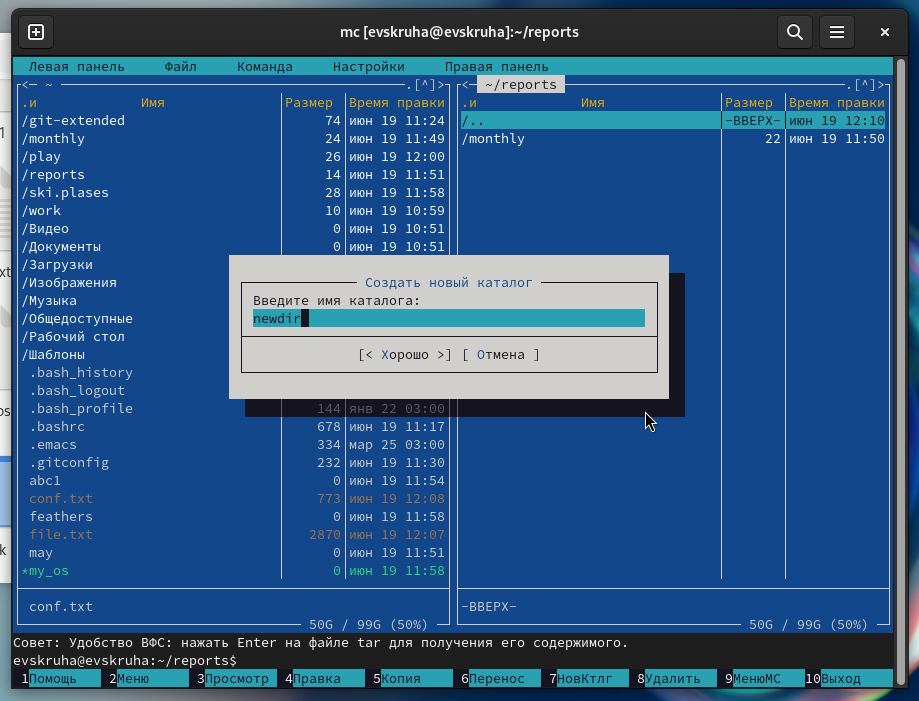 mc [evskruha@evskruha]:~/reports
Левая панель Файл Команда Настройки Правая панель
<─ ~ .[^]>
.и Имя Размер Время правки
/git-extended 74 июн 19 11:24
/monthly 24 июн 19 11:49
/play 26 июн 19 12:00
/reports 14 июн 19 11:51
/ski.plases 28 июн 19 11:58
/work 10 июн 19 10:59
/Видео 0 июн 19 10:51
/Документы 0 июн 19 10:51
/Загрузки
/Изображения
/Музыка
/Общедоступные
/Рабочий стол
/Шаблоны
.bash_history
.bash_logout
.bash_profile 144 янв 22 03:00
.bashrc 678 июн 19 11:17
.emacs 334 мар 25 03:00
.gitconfig 232 июн 19 11:30
abc1 0 июн 19 11:54
conf.txt 773 июн 19 12:08
feathers 0 июн 19 11:58
file.txt 2870 июн 19 12:07
may 0 июн 19 11:51
*my_os 0 июн 19 11:58
conf.txt
50G / 99G (50%)
<─ ~/reports .[^]>
.и Имя Размер Время правки
/.. -ВВЕРХ- июн 19 12:10
/monthly 22 июн 19 11:50
-ВВЕРХ-
50G / 99G (50%)
Создать новый каталог
Введите имя каталога:
newdir
[< Хорошо >] [ Отмена ]
Совет: Удобство ВФС: нажать Enter на файле tar для получения его содержимого.
evskruha@evskruha:~/reports$
1Помощь 2Меню 3Просмотр 4Правка 5Копия 6Перенос 7НовКтлг 8Удалить 9МенюМС 10Выход